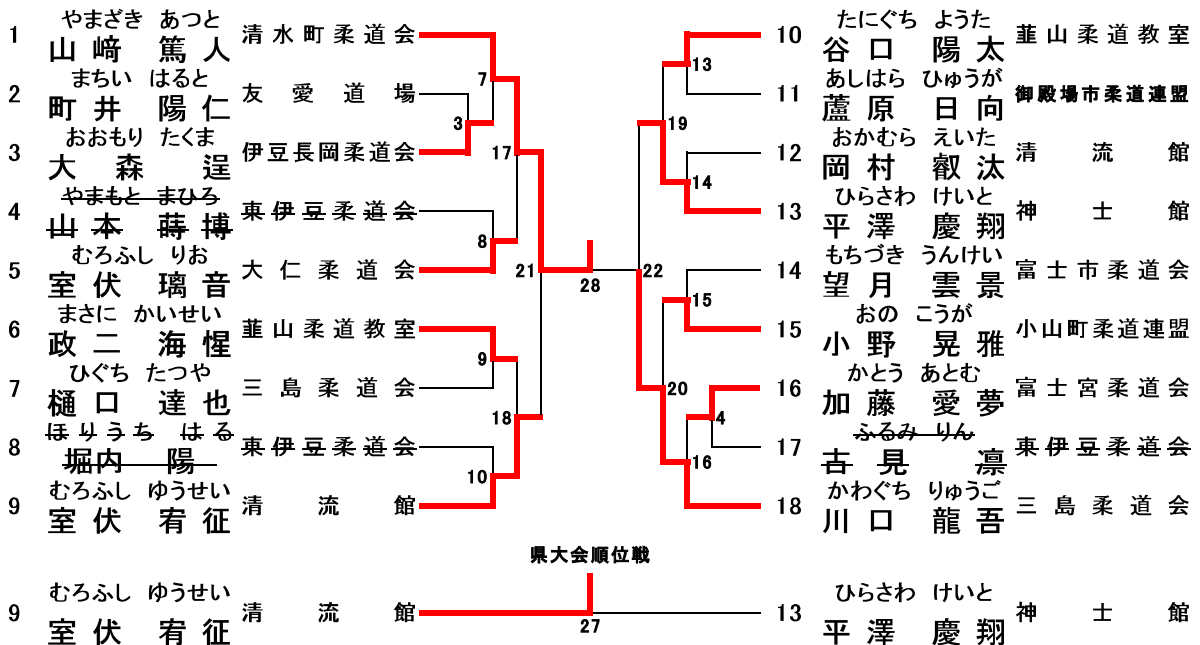 やまざき あつと
1 山﨑 篤人 清水町柔道会
まちい はると
2 町井 陽仁 友愛道場
おおもり たくま
3 大森 逞 伊豆長岡柔道会
やまもと まひろ
4 山本 蒔博 東伊豆柔道会
むろふし りお
5 室伏 璃音 大仁柔道会
まさに かいせい
6 政二 海惺 韮山柔道教室
ひぐち たつや
7 樋口 達也 三島柔道会
ほりうち はる
8 堀内 陽 東伊豆柔道会
むろふし ゆうせい
9 室伏 宥征 清流館
7
3
17
8
21
9
18
10
28
たにぐち ようた
10 谷口 陽太 韮山柔道教室
あしはら ひゅうが
11 蘆原 日向 御殿場市柔道連盟
おかむら えいた
12 岡村 叡汰 清流館
ひらさわ けいと
13 平澤 慶翔 神士館
もちづき うんけい
14 望月 雲景 富士市柔道会
おの こうが
15 小野 晃雅 小山町柔道連盟
かとう あとむ
16 加藤 愛夢 富士宮柔道会
ふるみ りん
17 古見 凛 東伊豆柔道会
かわぐち りゅうご
18 川口 龍吾 三島柔道会
13
19
14
22
15
20
4
16
県大会順位戦
むろふし ゆうせい
9 室伏 宥征 清流館
27
ひらさわ けいと
13 平澤 慶翔 神士館